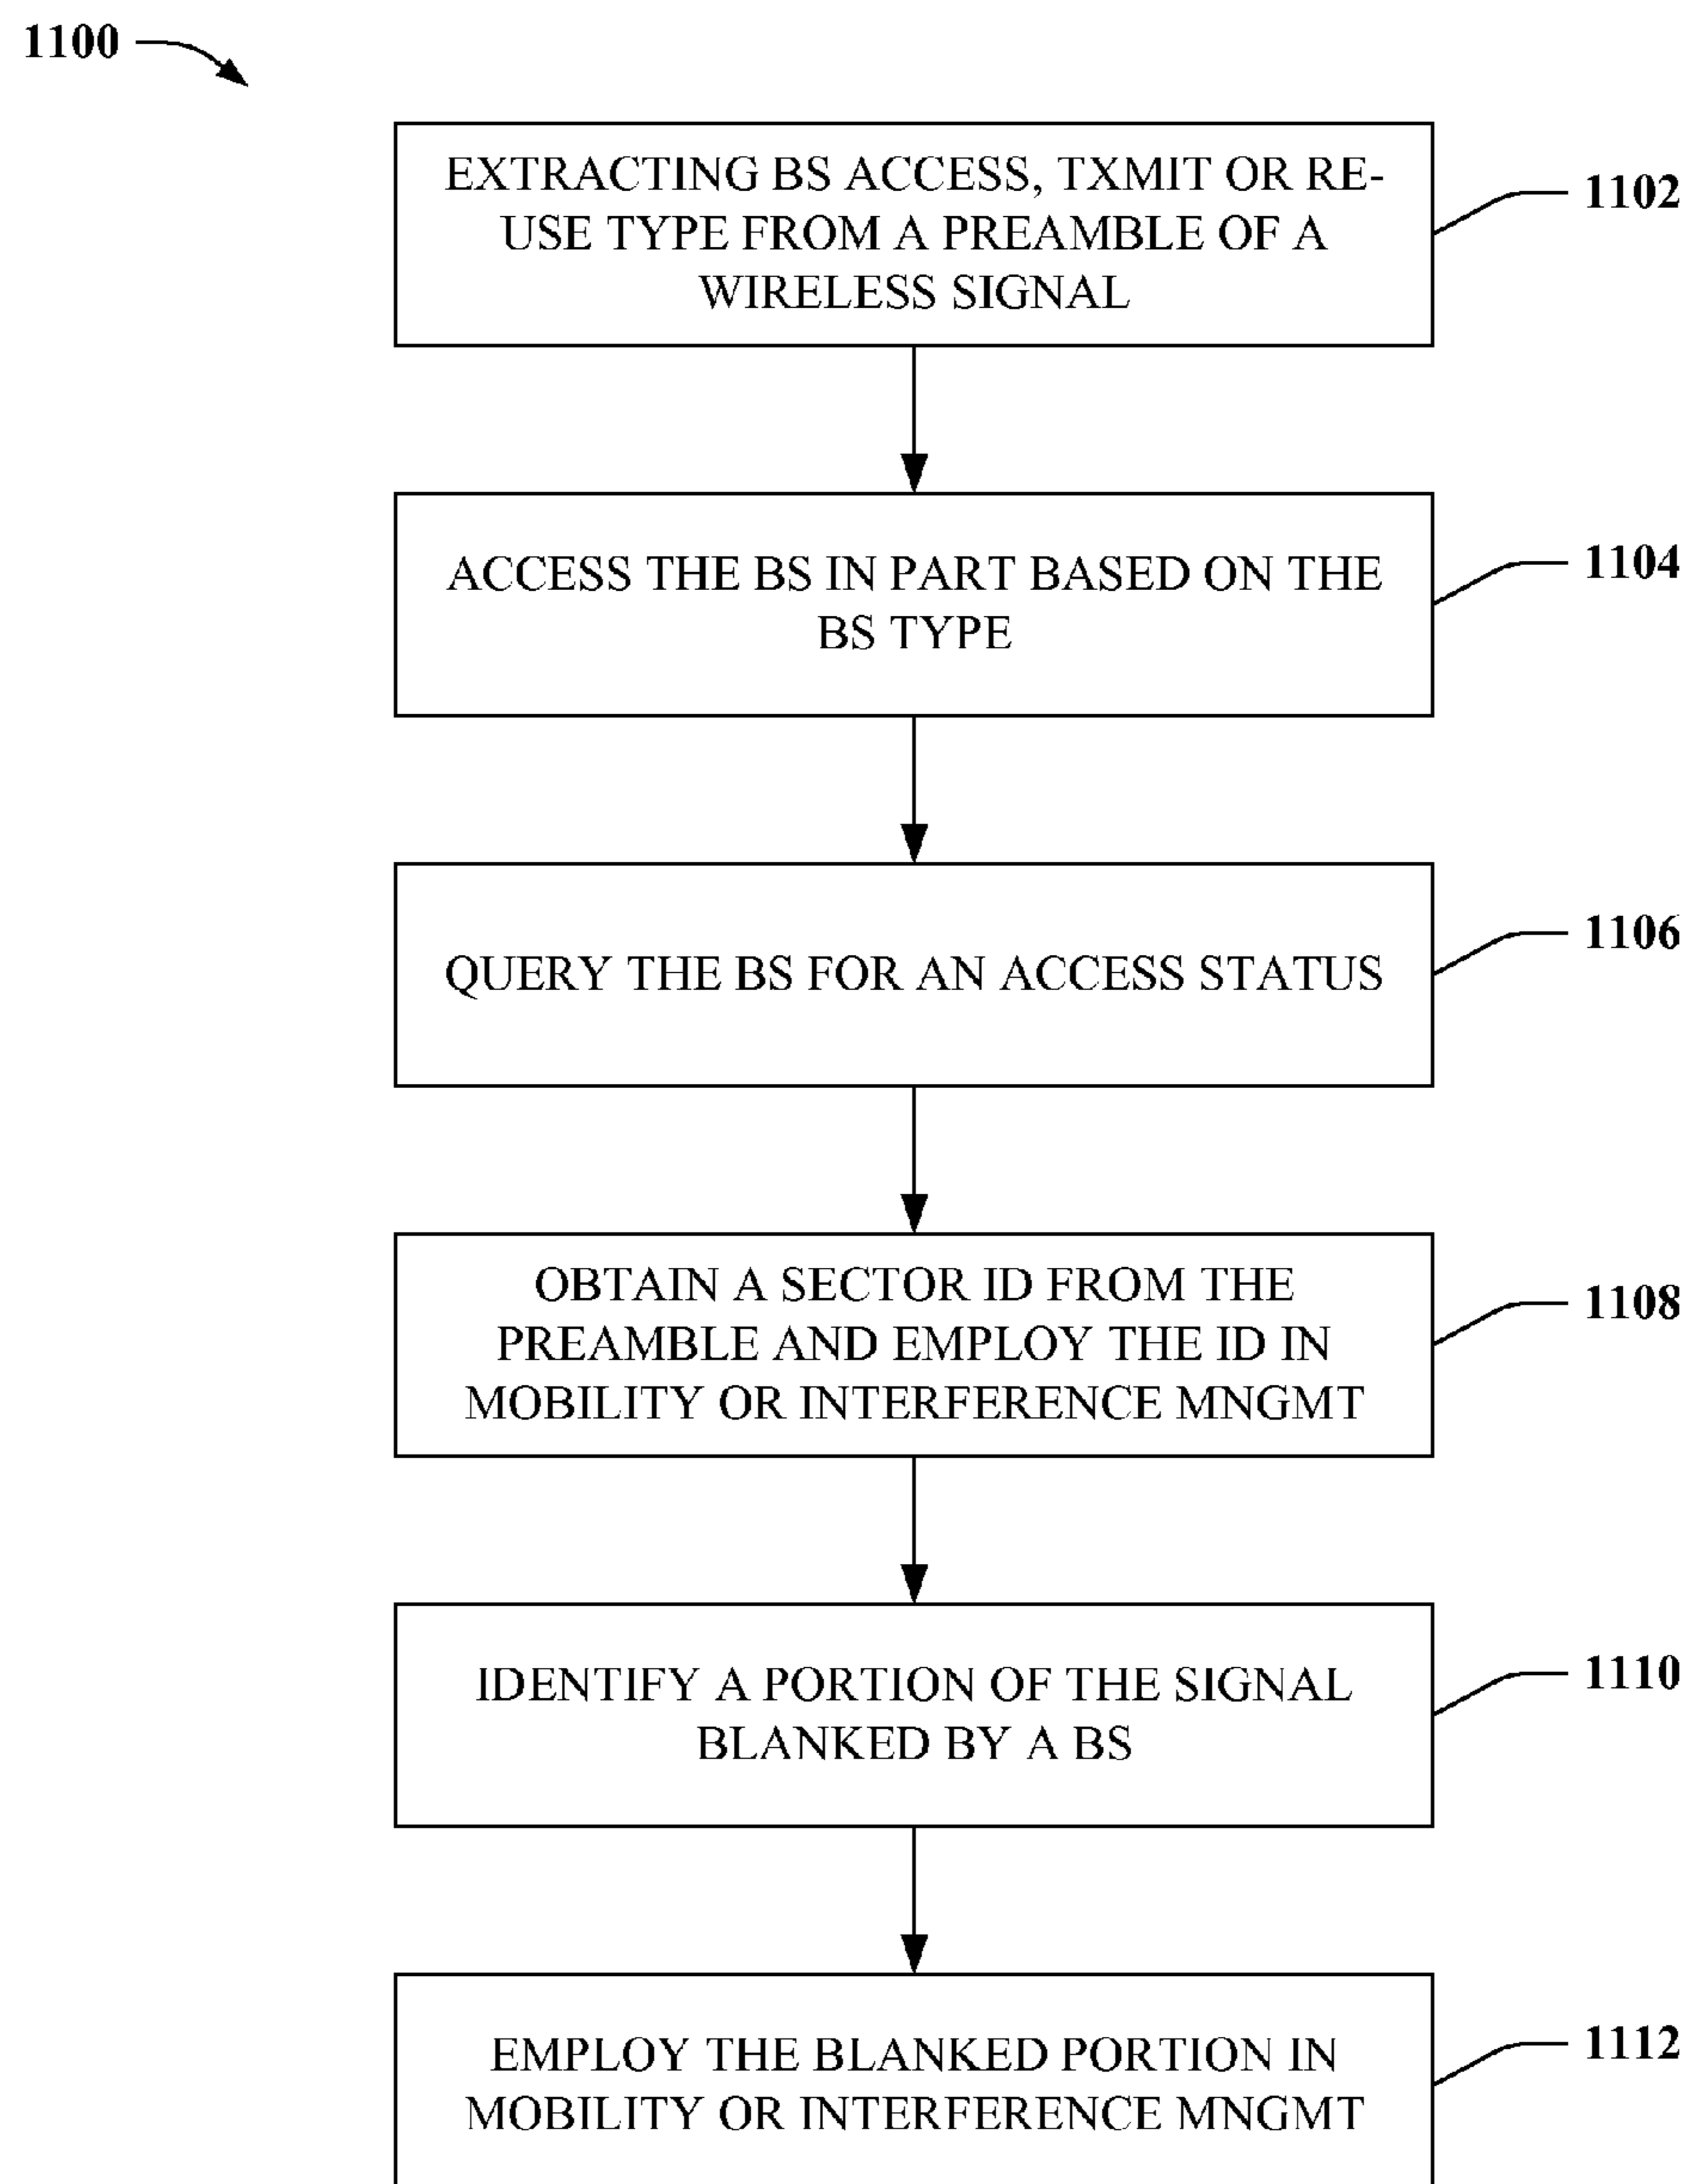 1100
EXTRACTING BS ACCESS, TXMIT OR RE-
USE TYPE FROM A PREAMBLE OF A
WIRELESS SIGNAL
1102
ACCESS THE BS IN PART BASED ON THE
BS TYPE
1104
QUERY THE BS FOR AN ACCESS STATUS
1106
OBTAIN A SECTOR ID FROM THE
PREAMBLE AND EMPLOY THE ID IN
MOBILITY OR INTERFERENCE MNGMT
1108
IDENTIFY A PORTION OF THE SIGNAL
BLANKED BY A BS
1110
EMPLOY THE BLANKED PORTION IN
MOBILITY OR INTERFERENCE MNGMT
1112